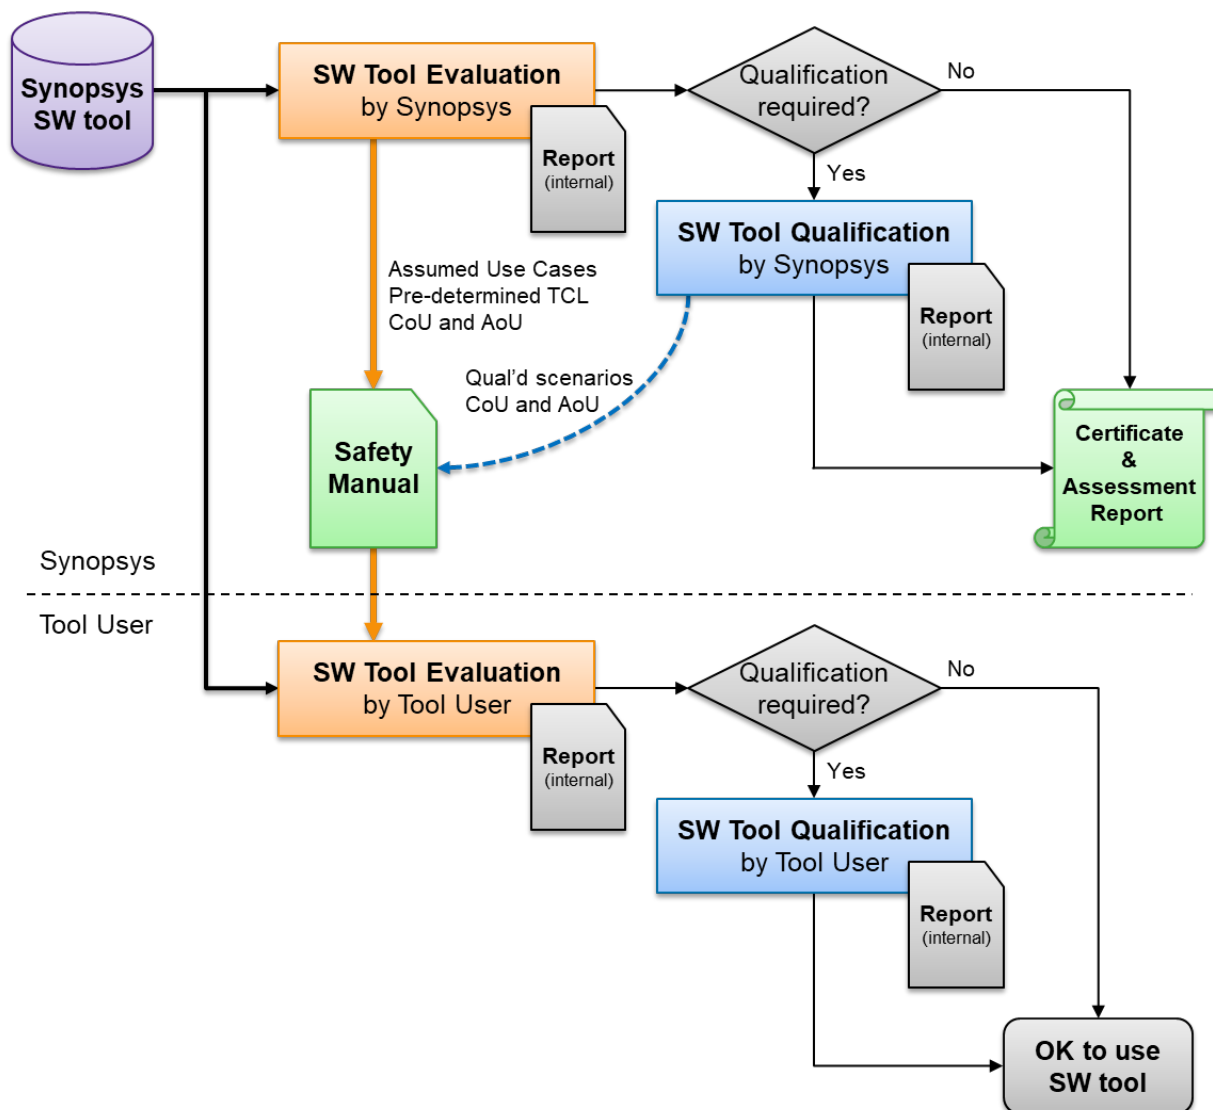 Synopsys
SW tool
SW Tool Evaluation
by Synopsys
Report
(internal)
Qualification
required?
No
Yes
SW Tool Qualification
by Synopsys
Report
(internal)
Assumed Use Cases
Pre-determined TCL
CoU and AoU
Qual'd scenarios
CoU and AoU
Safety
Manual
Certificate
&
Assessment
Report
Synopsys
Tool User
SW Tool Evaluation
by Tool User
Report
(internal)
Qualification
required?
No
Yes
SW Tool Qualification
by Tool User
Report
(internal)
OK to use
SW tool